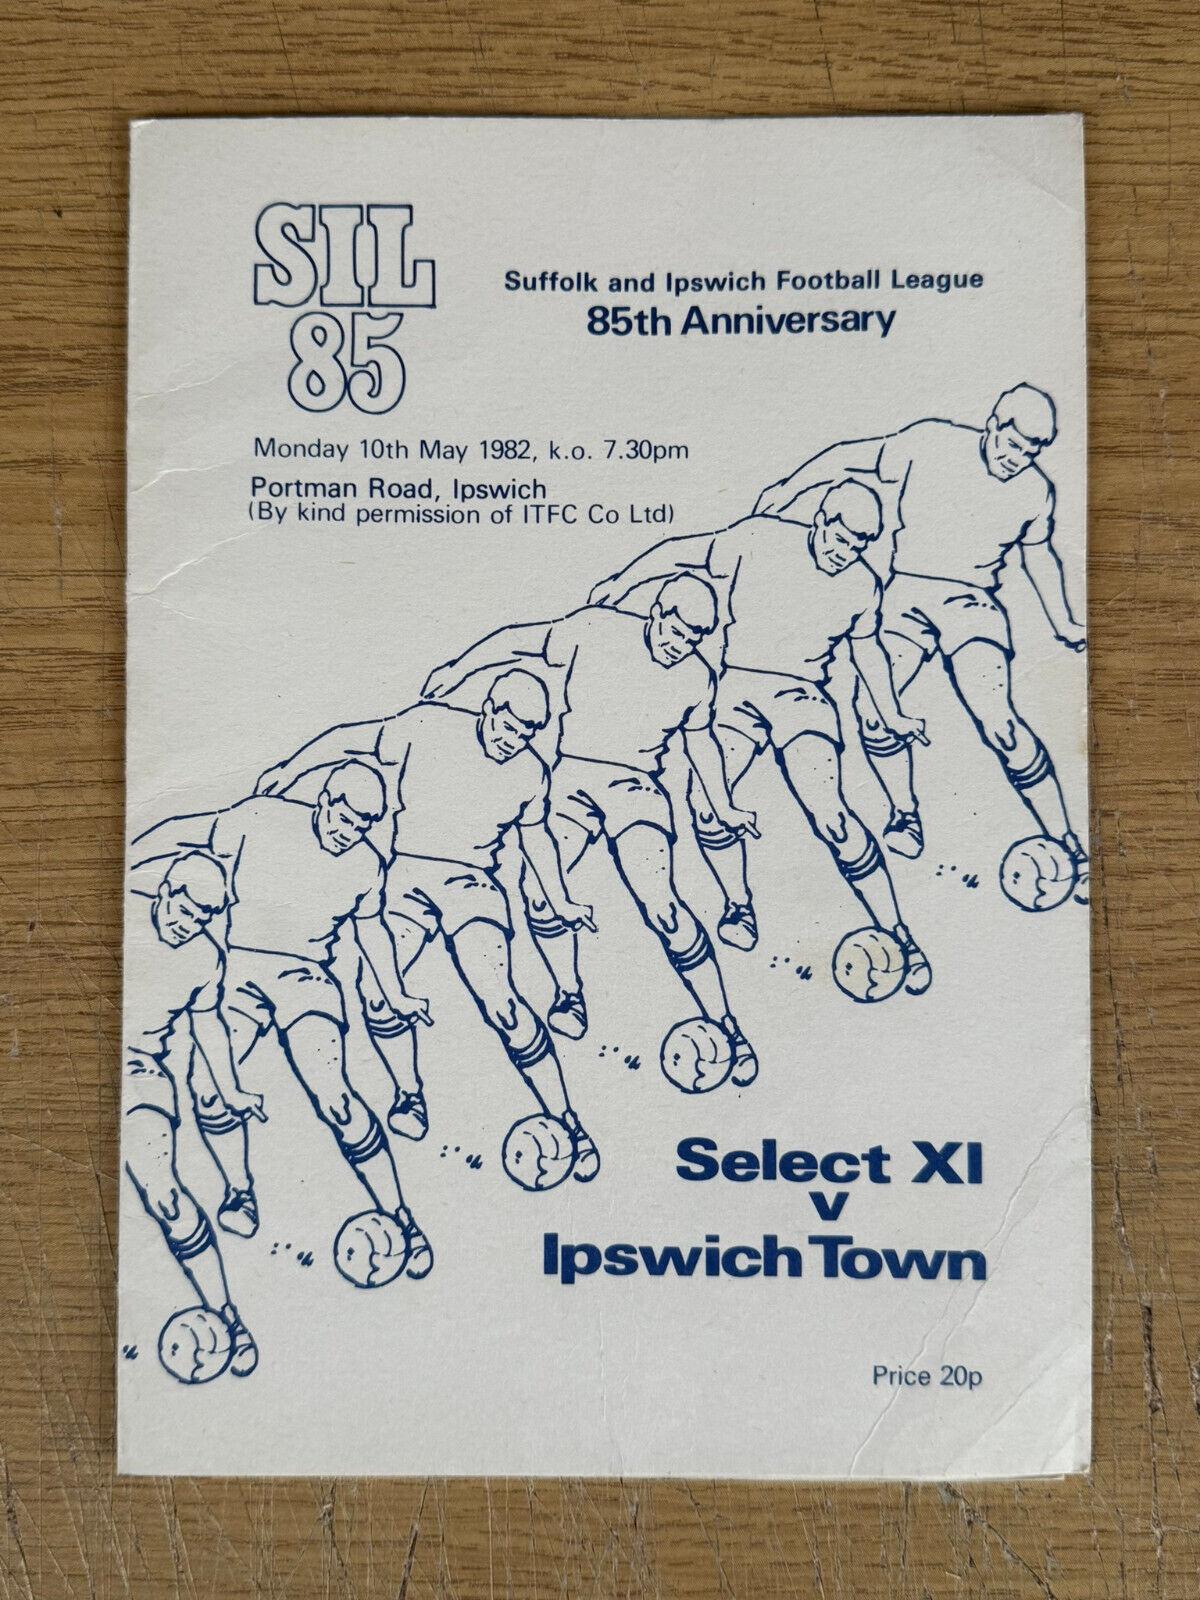 SIL
85
Suffolk and Ipswich Football League
85th Anniversary
Monday 10th May 1982, k.o. 7.30pm
Portman Road, Ipswich
(By kind permission of ITFC Co Ltd)
Select XI
v
Ipswich Town
Price 20p